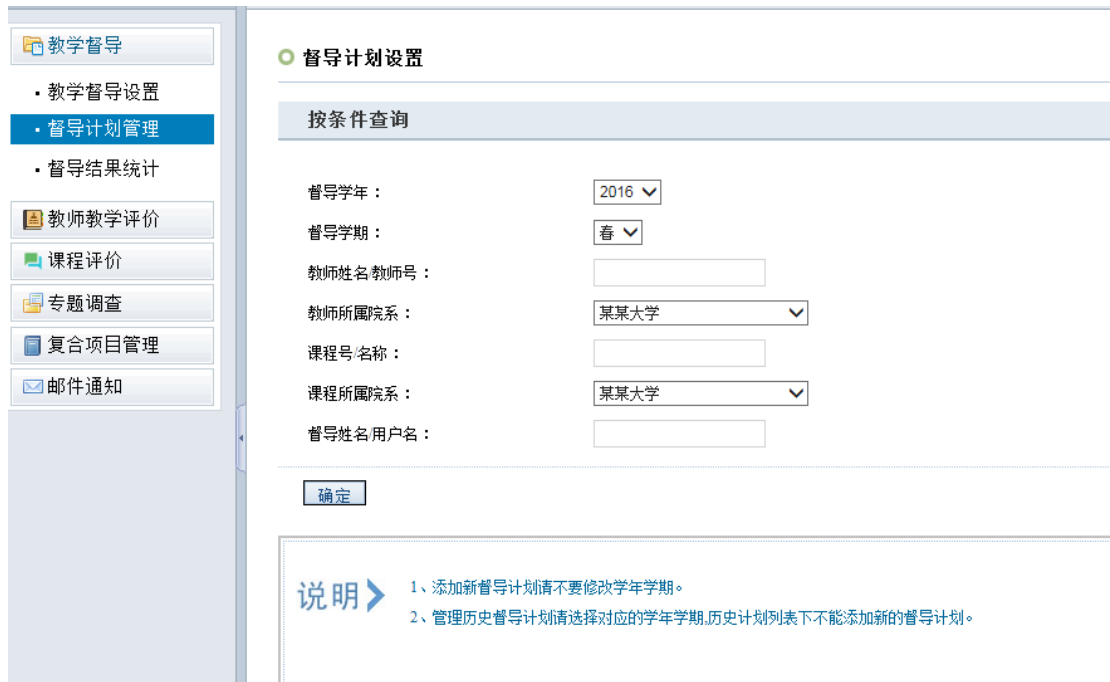 教学督导
教学督导设置
督导计划管理
督导结果统计
教师教学评价
课程评价
专题调查
复合项目管理
邮件通知
督导计划设置
按条件查询
督导学年： 2016
督导学期： 春
教师姓名/教师号：
教师所属院系： 某某大学
课程号/名称：
课程所属院系： 某某大学
督导姓名/用户名：
确定
说明
1、添加新督导计划请不要修改学年学期。
2、管理历史督导计划请选择对应的学年学期,历史计划列表下不能添加新的督导计划。